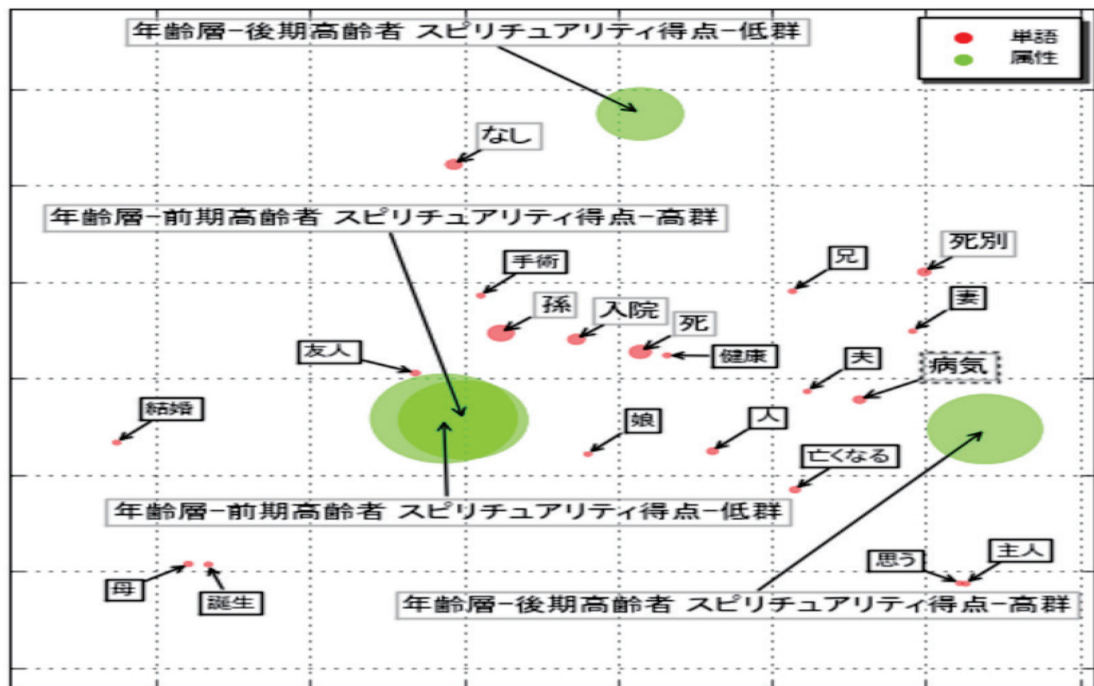 年齢層-後期高齢者 スピリチュアリティ得点-低群
単語
属性
なし
年齢層-前期高齢者 スピリチュアリティ得点-高群
手術
兄
死別
孫
入院
死
妻
友人
健康
夫
病気
結婚
娘
人
亡くなる
年齢層-前期高齢者 スピリチュアリティ得点-低群
母
誕生
思う
主人
年齢層-後期高齢者 スピリチュアリティ得点-高群